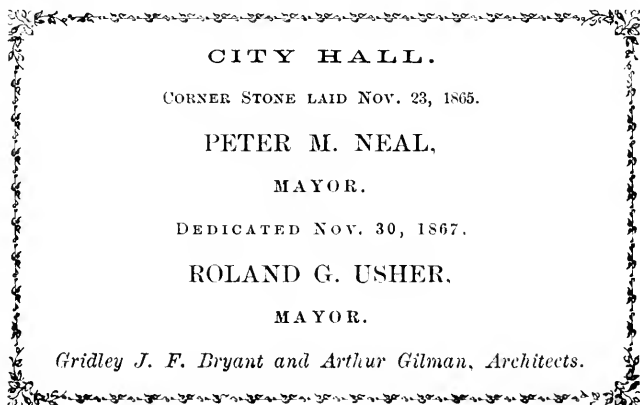 CITY HALL.
CORNER STONE LAID NOV. 23, 1865.
PETER M. NEAL,
MAYOR.
DEDICATED NOV. 30, 1867.
ROLAND G. USHER,
MAYOR.
Gridley J. F. Bryant and Arthur Gilman, Architects.